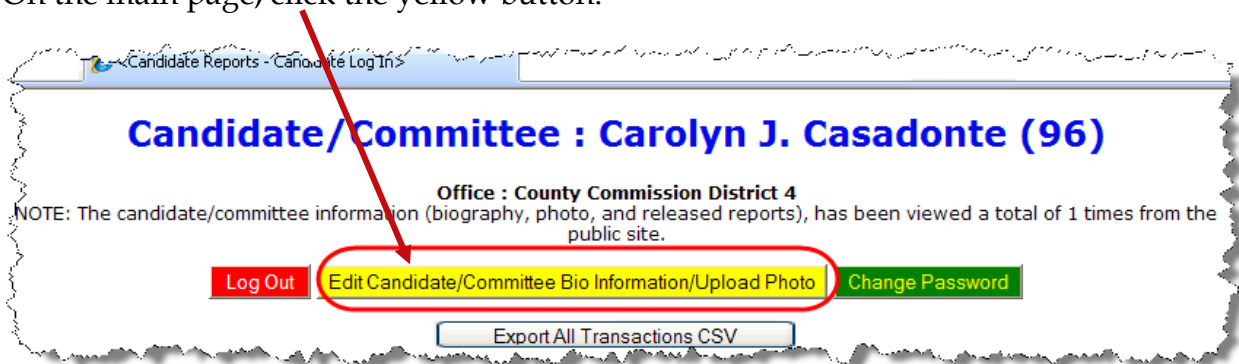 On the main page, click the yellow button.
Candidate Reports - Candidate Log In>
Candidate/Committee : Carolyn J. Casadonte (96)
Office : County Commission District 4
NOTE: The candidate/committee information (biography, photo, and released reports), has been viewed a total of 1 times from the
public site.
Log Out Edit Candidate/Committee Bio Information/Upload Photo Change Password
Export All Transactions CSV